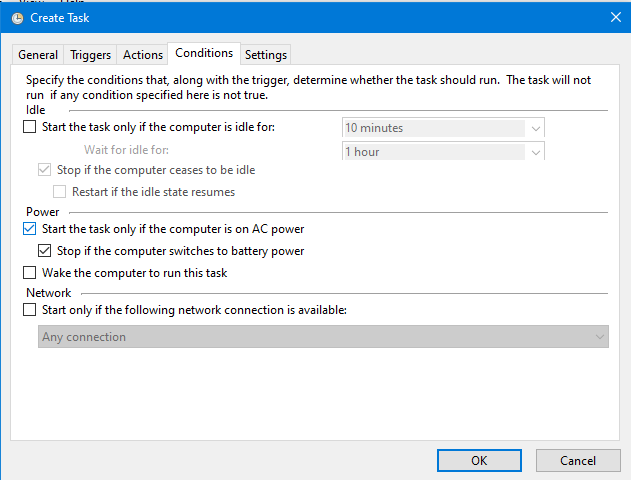 Create Task
General Triggers Actions Conditions Settings
Specify the conditions that, along with the trigger, determine whether the task should run. The task will not
run if any condition specified here is not true.
Idle
Start the task only if the computer is idle for: 10 minutes
Wait for idle for: 1 hour
Stop if the computer ceases to be idle
Restart if the idle state resumes
Power
Start the task only if the computer is on AC power
Stop if the computer switches to battery power
Wake the computer to run this task
Network
Start only if the following network connection is available:
Any connection
OK Cancel